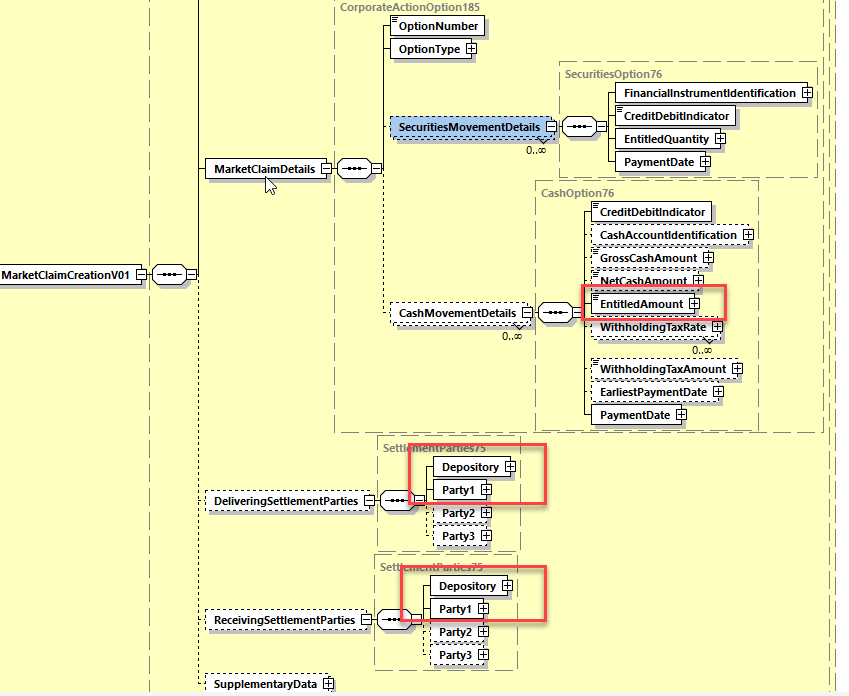 CorporateActionOption185
OptionNumber
OptionType
SecuritiesOption76
FinancialInstrumentIdentification
CreditDebitIndicator
SecuritiesMovementDetails
EntitledQuantity
0..∞
PaymentDate
MarketClaimDetails
CashOption76
CreditDebitIndicator
CashAccountIdentification
GrossCashAmount
MarketClaimCreationV01
NetCashAmount
EntitledAmount
CashMovementDetails
WithholdingTaxRate
0..∞
0..∞
WithholdingTaxAmount
EarliestPaymentDate
PaymentDate
SettlementParties75
Depository
Party1
DeliveringSettlementParties
Party2
Party3
SettlementParties75
Depository
Party1
ReceivingSettlementParties
Party2
Party3
SupplementaryData